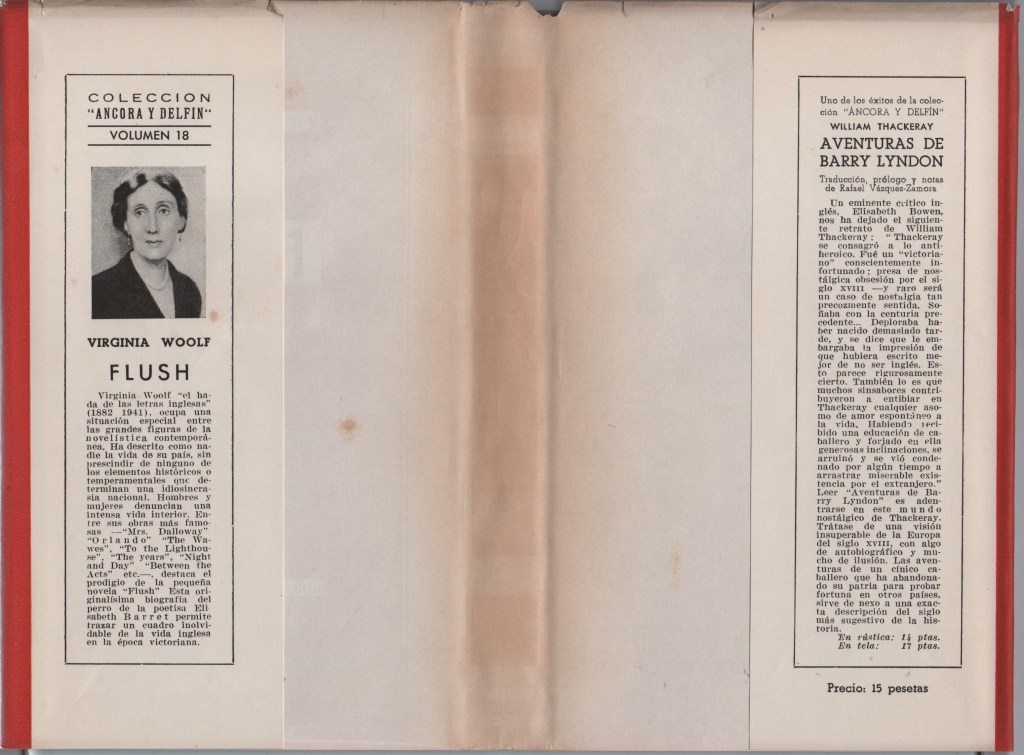 COLECCION
"ANCORA Y DELFIN"
VOLUMEN 18
VIRGINIA WOOLF
FLUSH
Virginia Woolf "el ha-
da de las letras inglesas"
(1882 1941), ocupa una
situación especial entre
las grandes figuras de la
novelística contemporá-
nea. Ha descrito como na-
die la vida de su país, sin
prescindir de ninguno de
los elementos históricos o
temperamentales que de-
terminan una idiosincra-
sia nacional. Hombres y
mujeres denuncian una
intensa vida interior. En-
tre sus obras más famo-
sas —"Mrs. Dalloway"
"Orlando" "The Wa-
wes", "To the Lighthou-
se", "The years", "Night
and Day" "Between the
Acts" etc.—, destaca el
prodigio de la pequeña
novela "Flush" Esta ori-
ginalísima biografía del
perro de la poetisa Eli-
sabeth Barret permite
trazar un cuadro inolvi-
dable de la vida inglesa
en la época victoriana.
Uno de los éxitos de la colec-
ción "ÁNCORA Y DELFÍN"
WILLIAM THACKERAY
AVENTURAS DE
BARRY LYNDON
Traducción, prólogo y notas
de Rafael Vázquez-Zamora
Un eminente crítico in-
glés, Elisabeth Bowen,
nos ha dejado el siguien-
te retrato de William
Thackeray: "Thackeray
se consagró a lo anti-
heroico. Fué un "victoria-
no" conscientemente in-
fortunado; presa de nos-
tálgica obsesión por el si-
glo XVIII —y raro será
un caso de nostalgia tan
precozmente sentida. So-
ñaba con la centuria pre-
cedente... Deploraba ha-
ber nacido demasiado tar-
de, y se dice que le em-
bargaba la impresión de
que hubiera escrito me-
jor de no ser inglés. Es-
to parece rigurosamente
cierto. También lo es que
muchos sinsabores contri-
buyeron a entibiar en
Thackeray cualquier aso-
mo de amor espontáneo a
la vida. Habiendo reci-
bido una educación de ca-
ballero y forjado en ella
generosas inclinaciones, se
arruinó y se vió conde-
nado por algún tiempo a
arrastrar miserable exis-
tencia por el extranjero."
Leer "Aventuras de Ba-
rry Lyndon" es aden-
trarse en este mundo
nostálgico de Thackeray.
Trátase de una visión
insuperable de la Europa
del siglo XVIII, con algo
de autobiográfico y mu-
cho de ilusión. Las aven-
turas de un cínico ca-
ballero que ha abandona-
do su patria para probar
fortuna en otros países,
sirve de nexo a una exac-
ta descripción del siglo
más sugestivo de la his-
toria.
En rústica: 14 ptas.
En tela: 17 ptas.
Precio: 15 pesetas